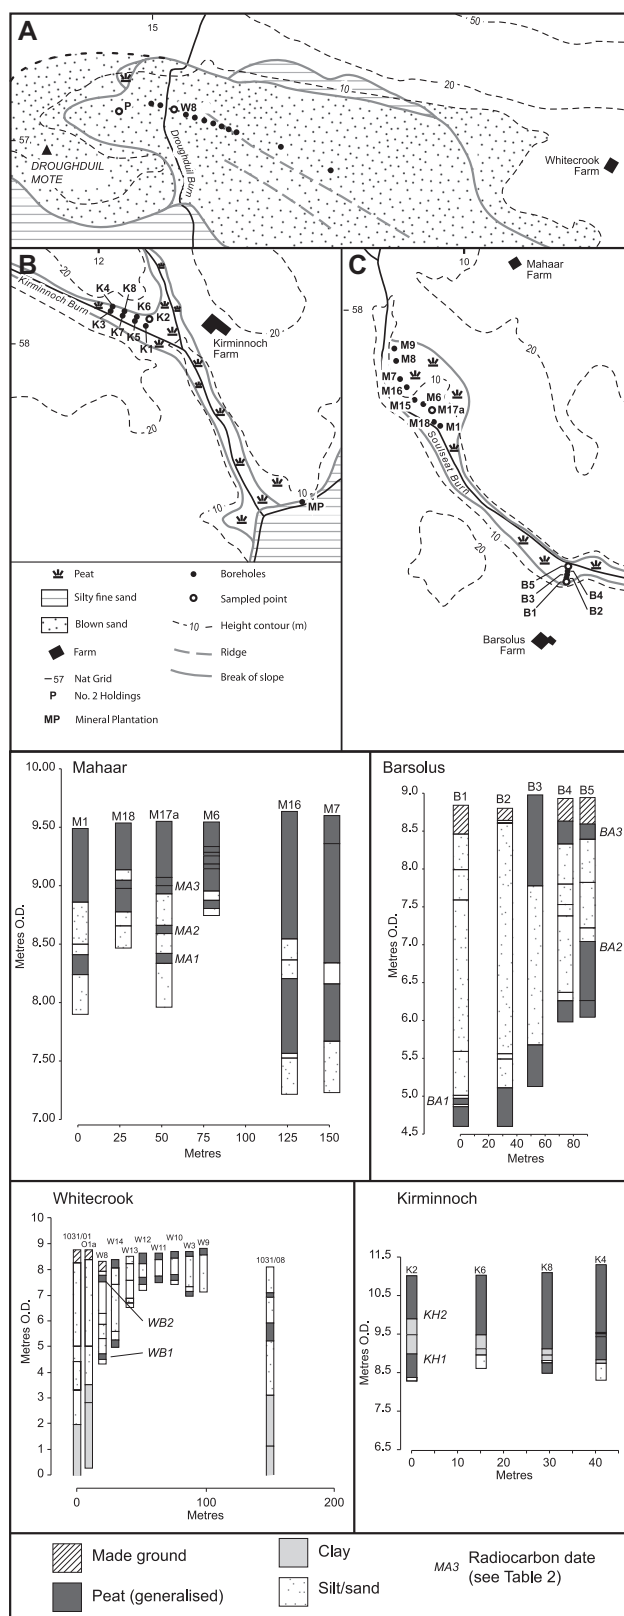 A
15
50
20
10
P
W8
57
DROUGHDUIL
MOTE
Droughduil Burn
Whitecrook
Farm
B
12
20
K4
K8
K6
K2
Kirminnoch Burn
K3
K7
K5
K1
58
Kirminnoch
Farm
20
20
10
10
MP
C
10
Mahaar
Farm
58
M9
M8
20
M7
10
M16
M6
M15
M17a
M18
M1
Soulseat Burn
10
20
B5
B4
B3
B1
B2
Barsolus
Farm
Peat
Boreholes
Silty fine sand
Sampled point
Blown sand
10 Height contour (m)
Farm
Ridge
57 Nat Grid
Break of slope
P No. 2 Holdings
MP Mineral Plantation
Mahaar
10.00
9.50
9.00
8.50
8.00
7.50
7.00
Metres O.D.
M1
M18
M17a
M6
M16
M7
MA3
MA2
MA1
0 25 50 75 100 125 150
Metres
Barsolus
9.0
8.5
8.0
7.5
7.0
6.5
6.0
5.5
5.0
4.5
Metres O.D.
B1
B2
B3
B4
B5
BA3
BA2
BA1
0 20 40 60 80
Metres
Whitecrook
10
9
8
7
6
5
4
3
2
1
0
Metres O.D.
1031/01
O1a
W8
W14
W13
W12
W11
W10
W3
W9
1031/08
WB2
WB1
0 100 200
Metres
Kirminnoch
11.5
10.5
9.5
8.5
7.5
6.5
Metres O.D.
K2
K6
K8
K4
KH2
KH1
0 10 20 30 40
Metres
Made ground
Clay
MA3 Radiocarbon date
(see Table 2)
Peat (generalised)
Silt/sand